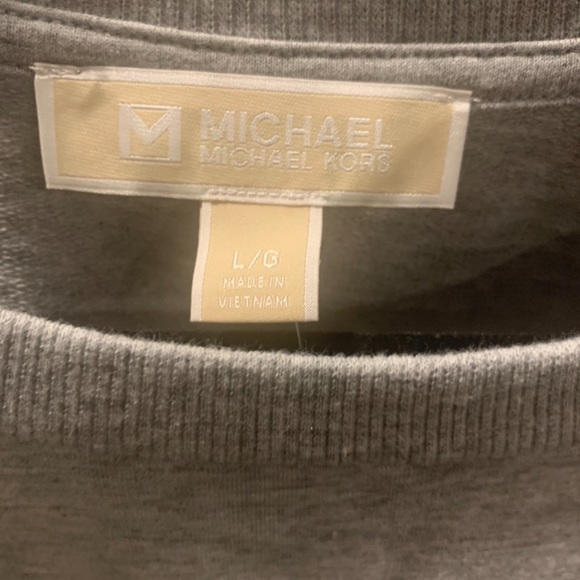 M MICHAEL
MICHAEL KORS
L/G
MADE IN
VIETNAM